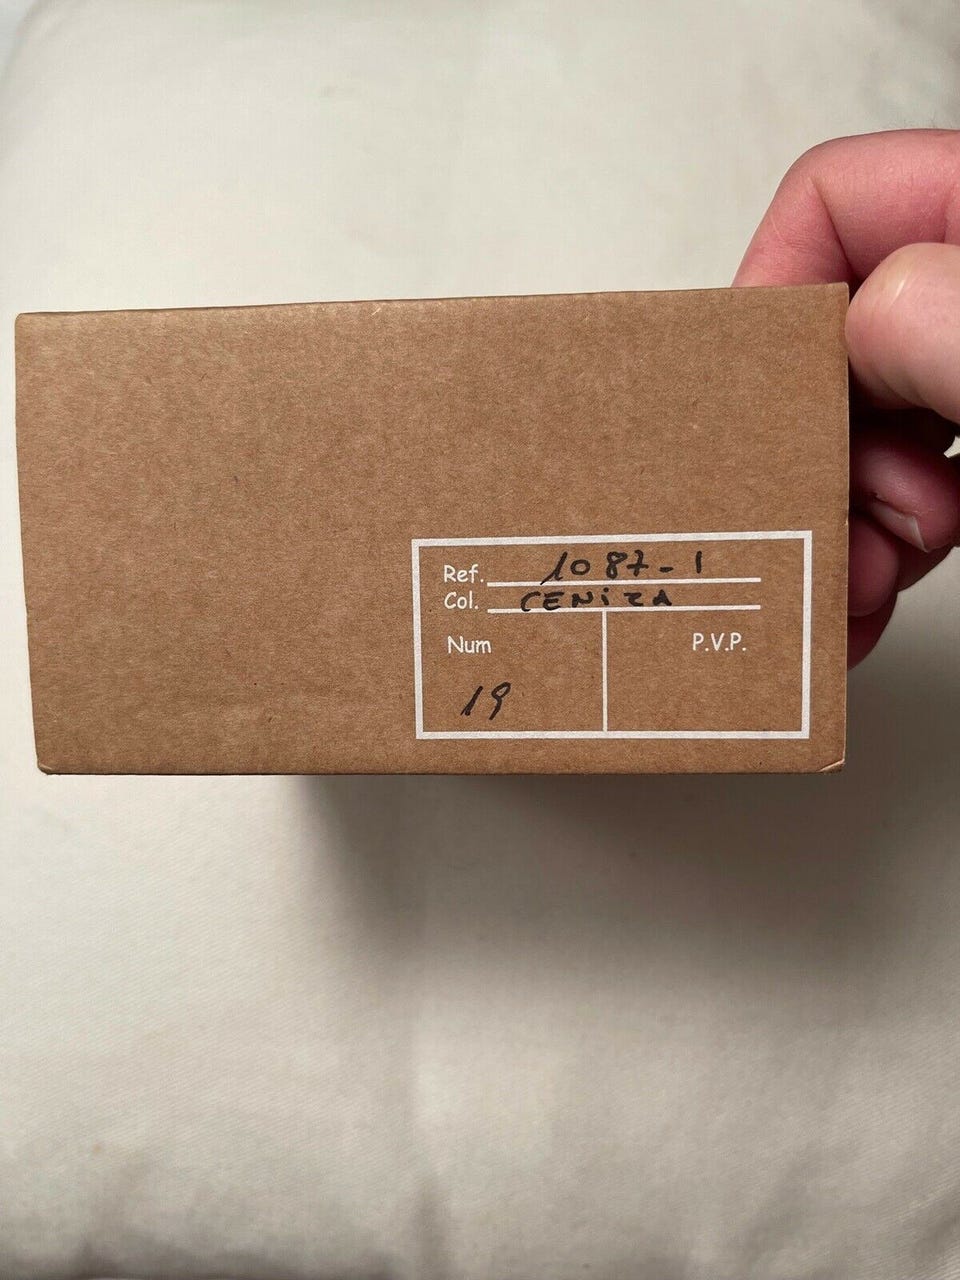 Ref. 1087-1
Col. CENiZA
Num P.V.P.
19